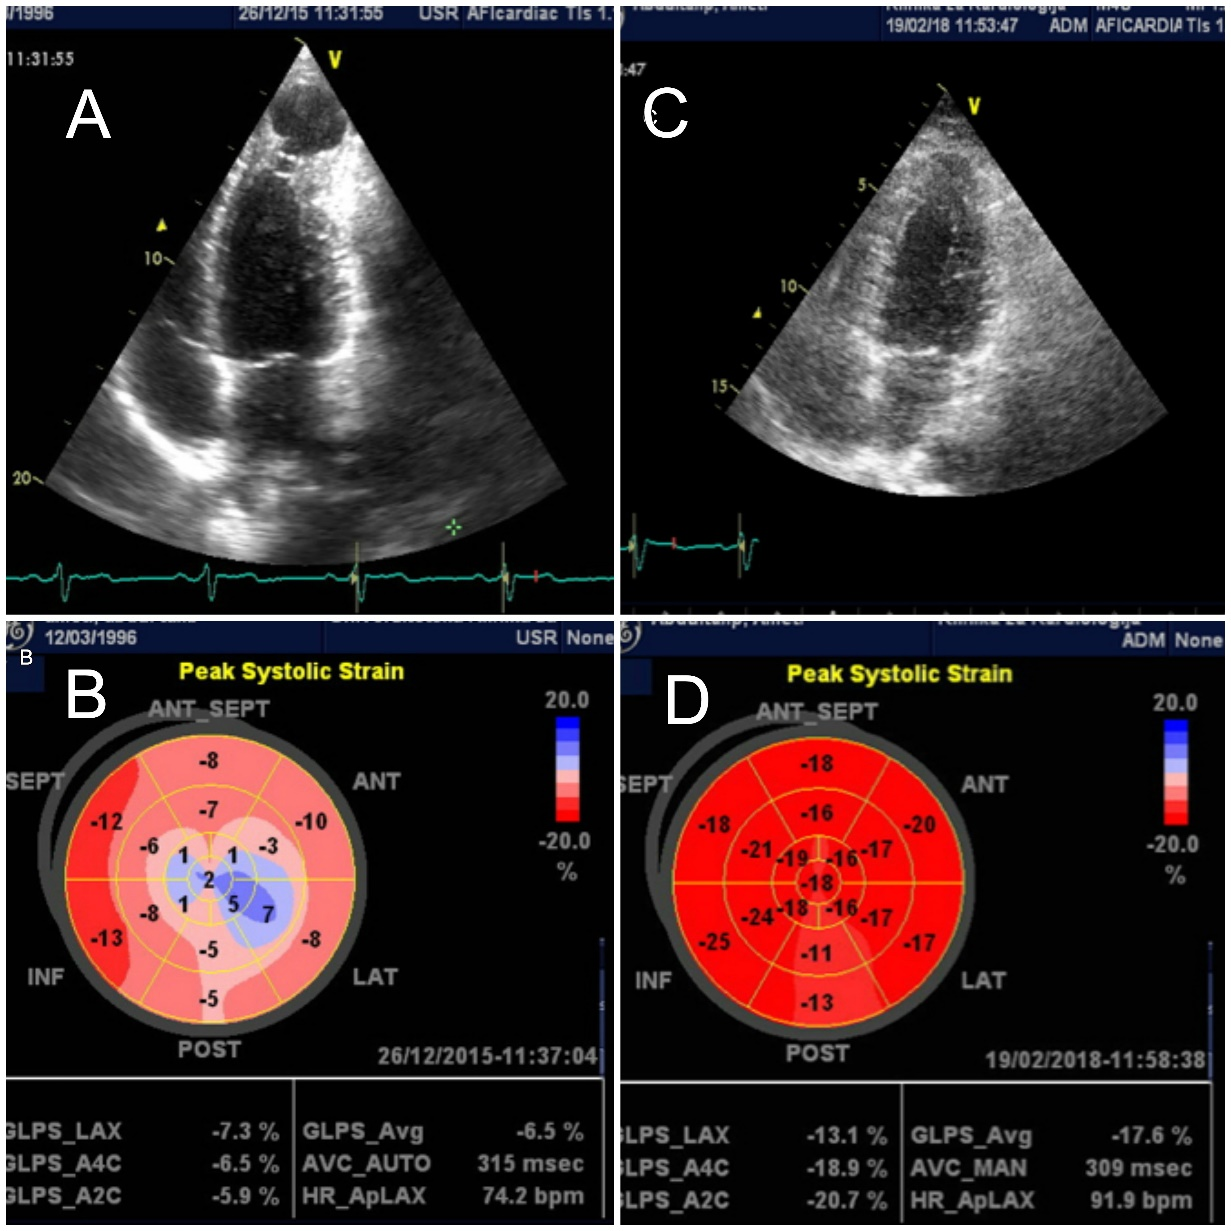 /1996 26/12/15 11:31:55 USR AFIcardiac TIs 1.
11:31:55
V
A
10
20
19/02/18 11:53:47 ADM AFICARDIA TIs 1
:47
V
C
5
10
15
12/03/1996 USR None
B
B
Peak Systolic Strain
ANT_SEPT
20.0
SEPT
ANT
-20.0
%
-8
-7
-12
-10
-6
1
1
-3
2
-8
1
5
7
-13
-5
-8
-5
INF
LAT
POST
26/12/2015-11:37:04
GLPS_LAX -7.3 % GLPS_Avg -6.5 %
GLPS_A4C -6.5 % AVC_AUTO 315 msec
GLPS_A2C -5.9 % HR_ApLAX 74.2 bpm
ADM None
D
Peak Systolic Strain
ANT_SEPT
20.0
SEPT
ANT
-20.0
%
-18
-16
-18
-20
-21
-19
-16
-17
-18
-24
-18
-16
-17
-25
-11
-17
-13
INF
LAT
POST
19/02/2018-11:58:38
GLPS_LAX -13.1 % GLPS_Avg -17.6 %
GLPS_A4C -18.9 % AVC_MAN 309 msec
GLPS_A2C -20.7 % HR_ApLAX 91.9 bpm